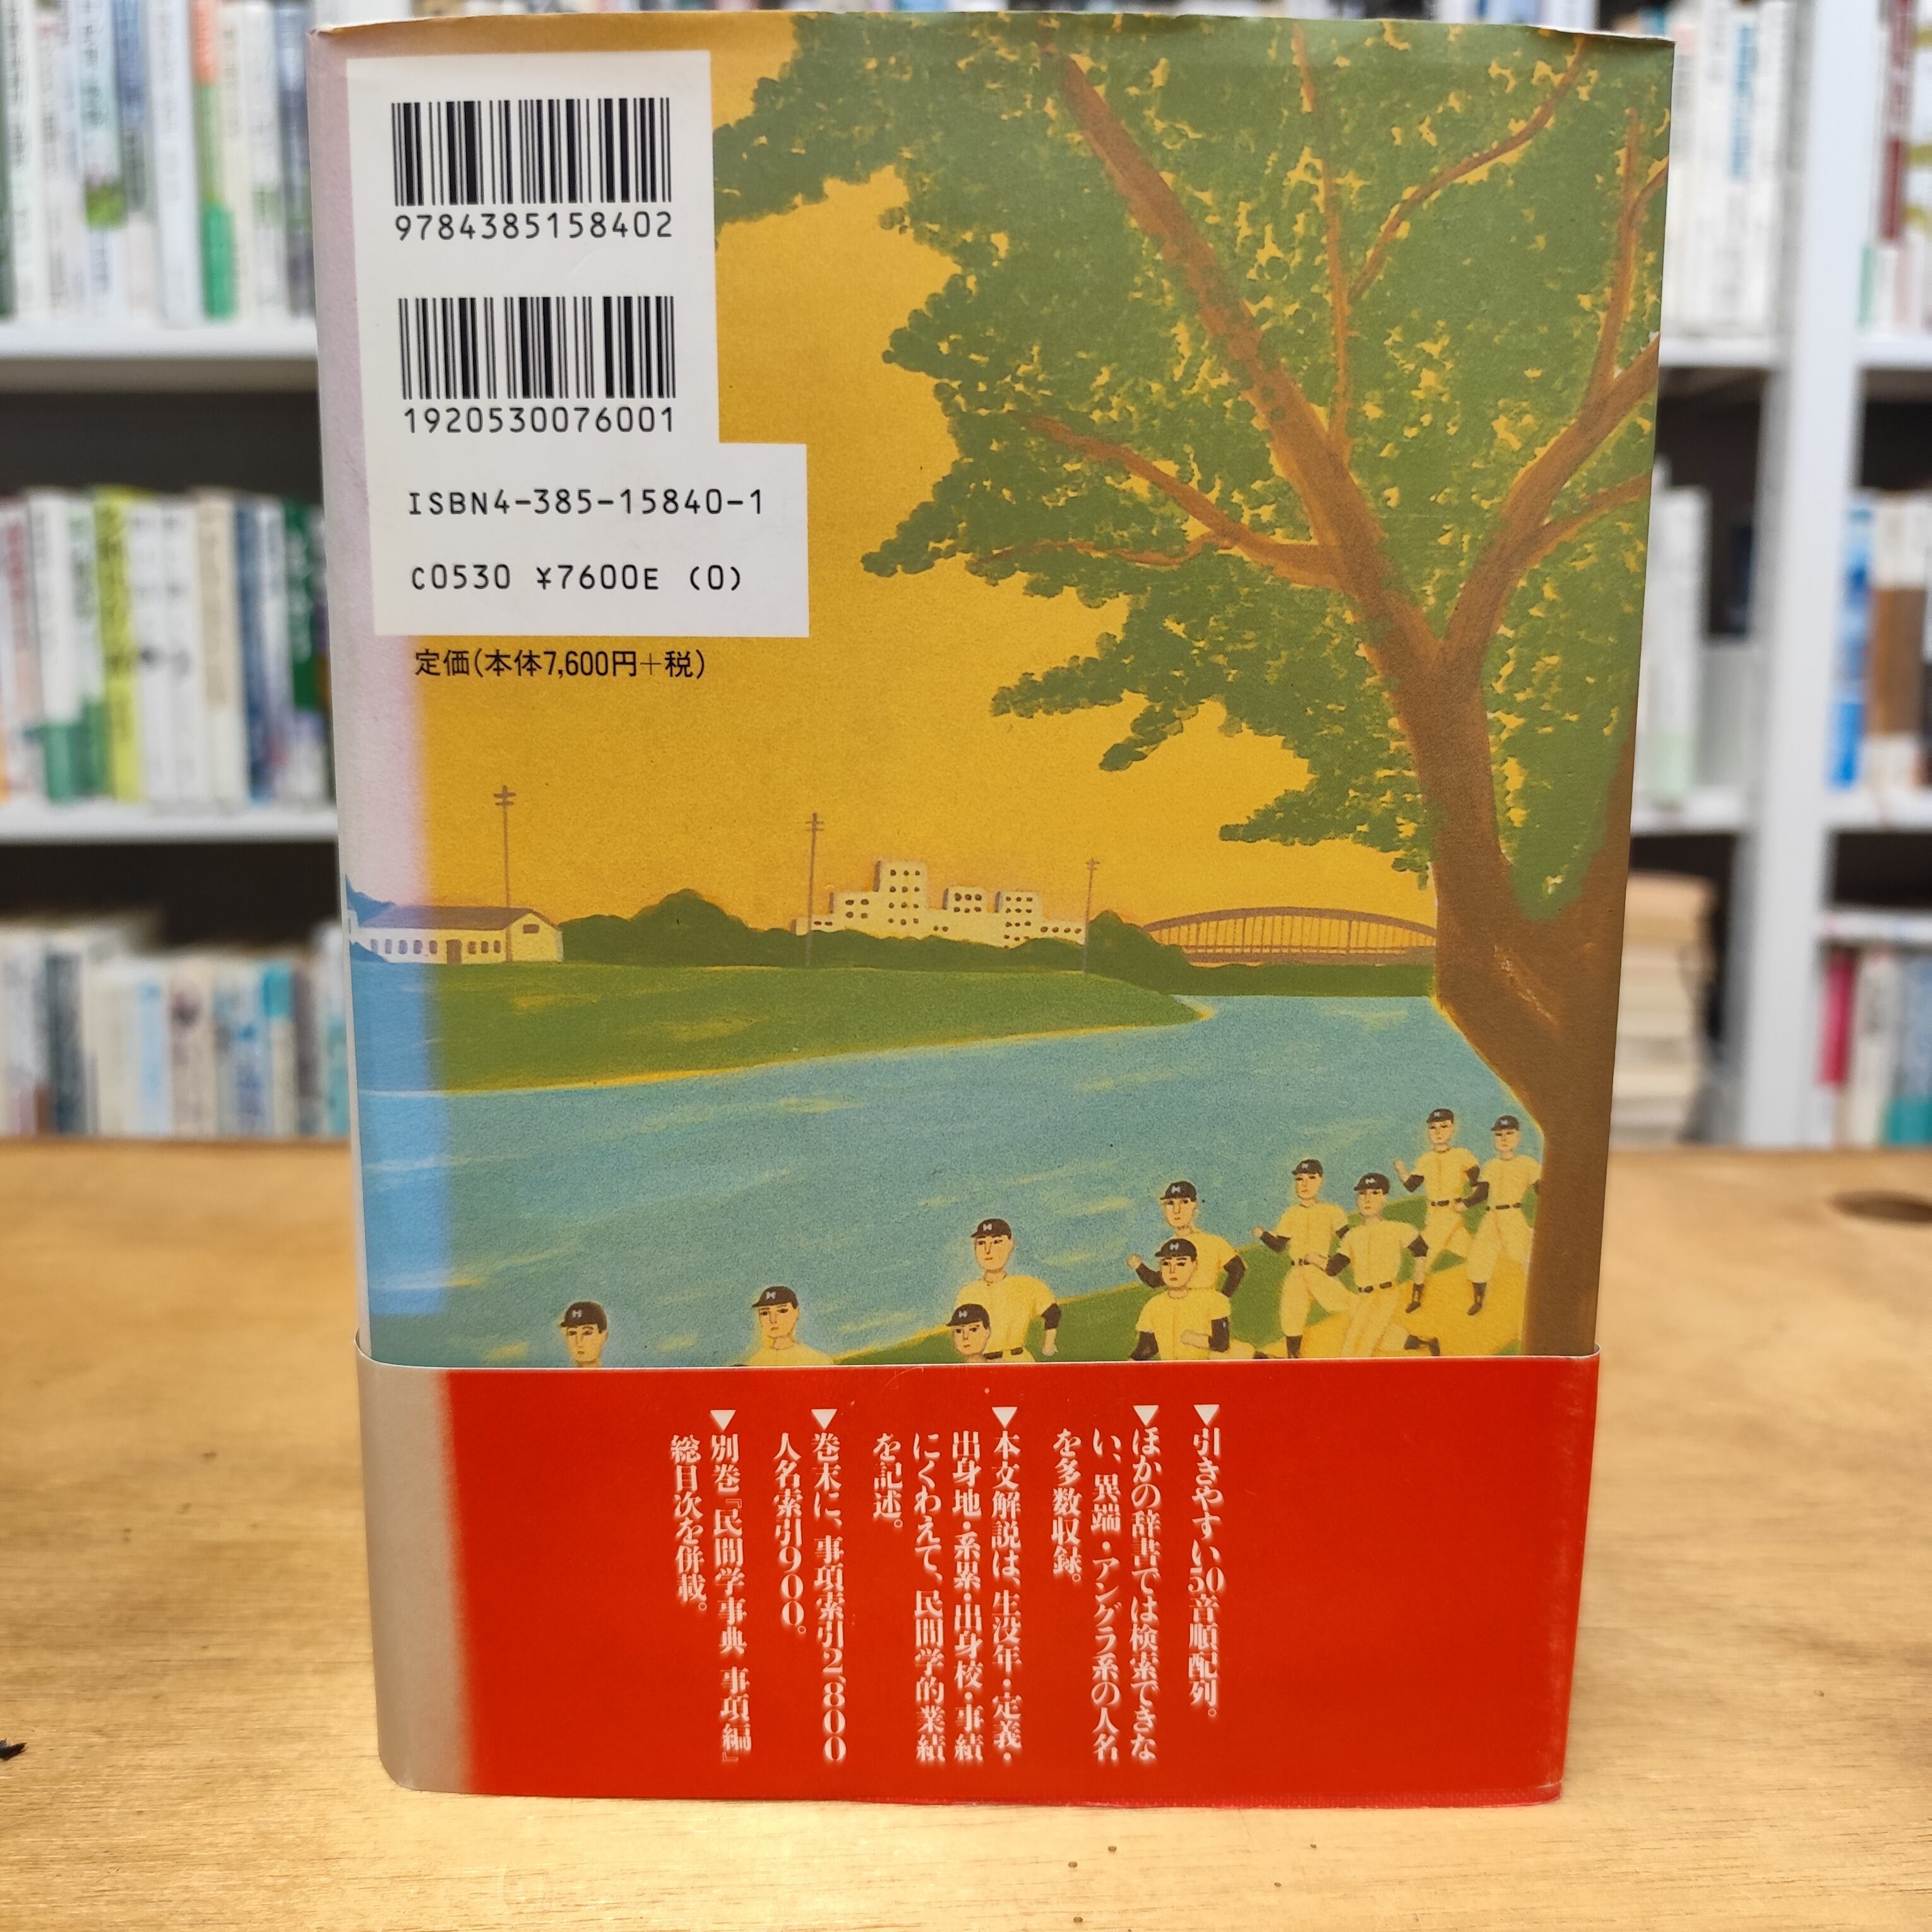 9784385158402
1920530076001
ISBN4-385-15840-1
C0530 ¥7600E (0)
定価(本体7,600円+税)
▼引きやすい50音順配列。
▼ほかの辞書では検索できな
い、異端・アングラ系の人名
を多数収録。
▼本文解説は、生没年・定義・
出身地・系累・出身校・事績
にくわえて、民間学的業績
を記述。
▼巻末に、事項索引2,800
人名索引900。
▼別巻『民間学事典 事項編』
総目次を併載。